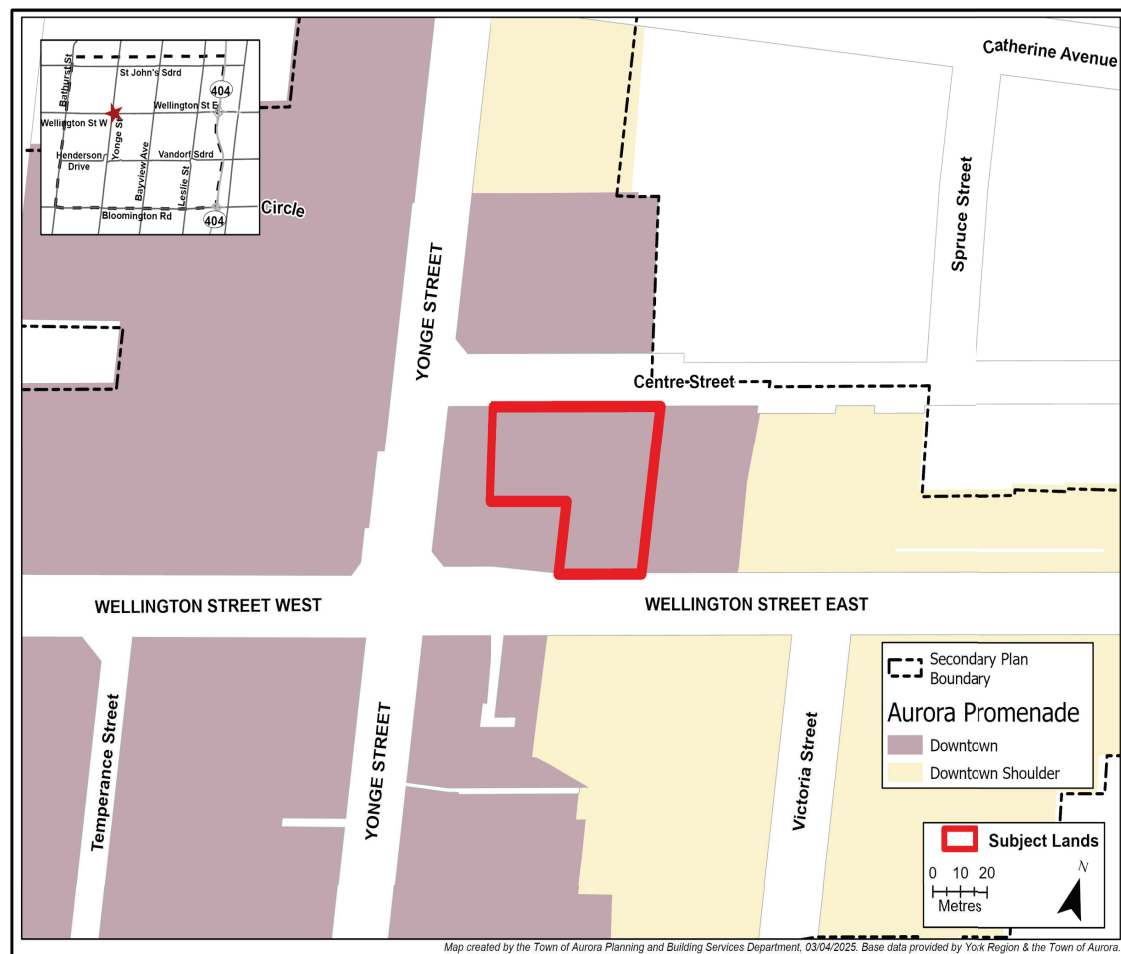 Catherine Avenue
Bathurst St
St John's Sdrd
404
Wellington St E
Wellington St W
Yonge St
Henderson
Drive
Vandorf Sdrd
Bayview Ave
Leslie St
Bloomington Rd
404
Circle
Spruce Street
YONGE STREET
Centre Street
WELLINGTON STREET WEST
WELLINGTON STREET EAST
Temperance Street
YONGE STREET
Victoria Street
Secondary Plan
Boundary
Aurora Promenade
Downtown
Downtown Shoulder
Subject Lands
0 10 20
Metres
N
Map created by the Town of Aurora Planning and Building Services Department, 03/04/2025. Base data provided by York Region & the Town of Aurora.